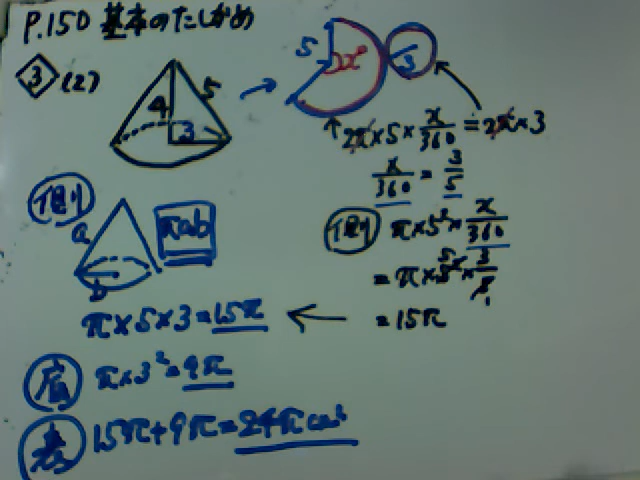 P.150 基本のたしかめ
3 (2)
4 5 3
5 x° 3
2π×5×x/360=2π×3
x/360=3/5
側 π×5²×x/360
=π×5²×3/5
=15π
側 a b πab
π×5×3=15π
底 π×3²=9π
表 15π+9π=24πcm²